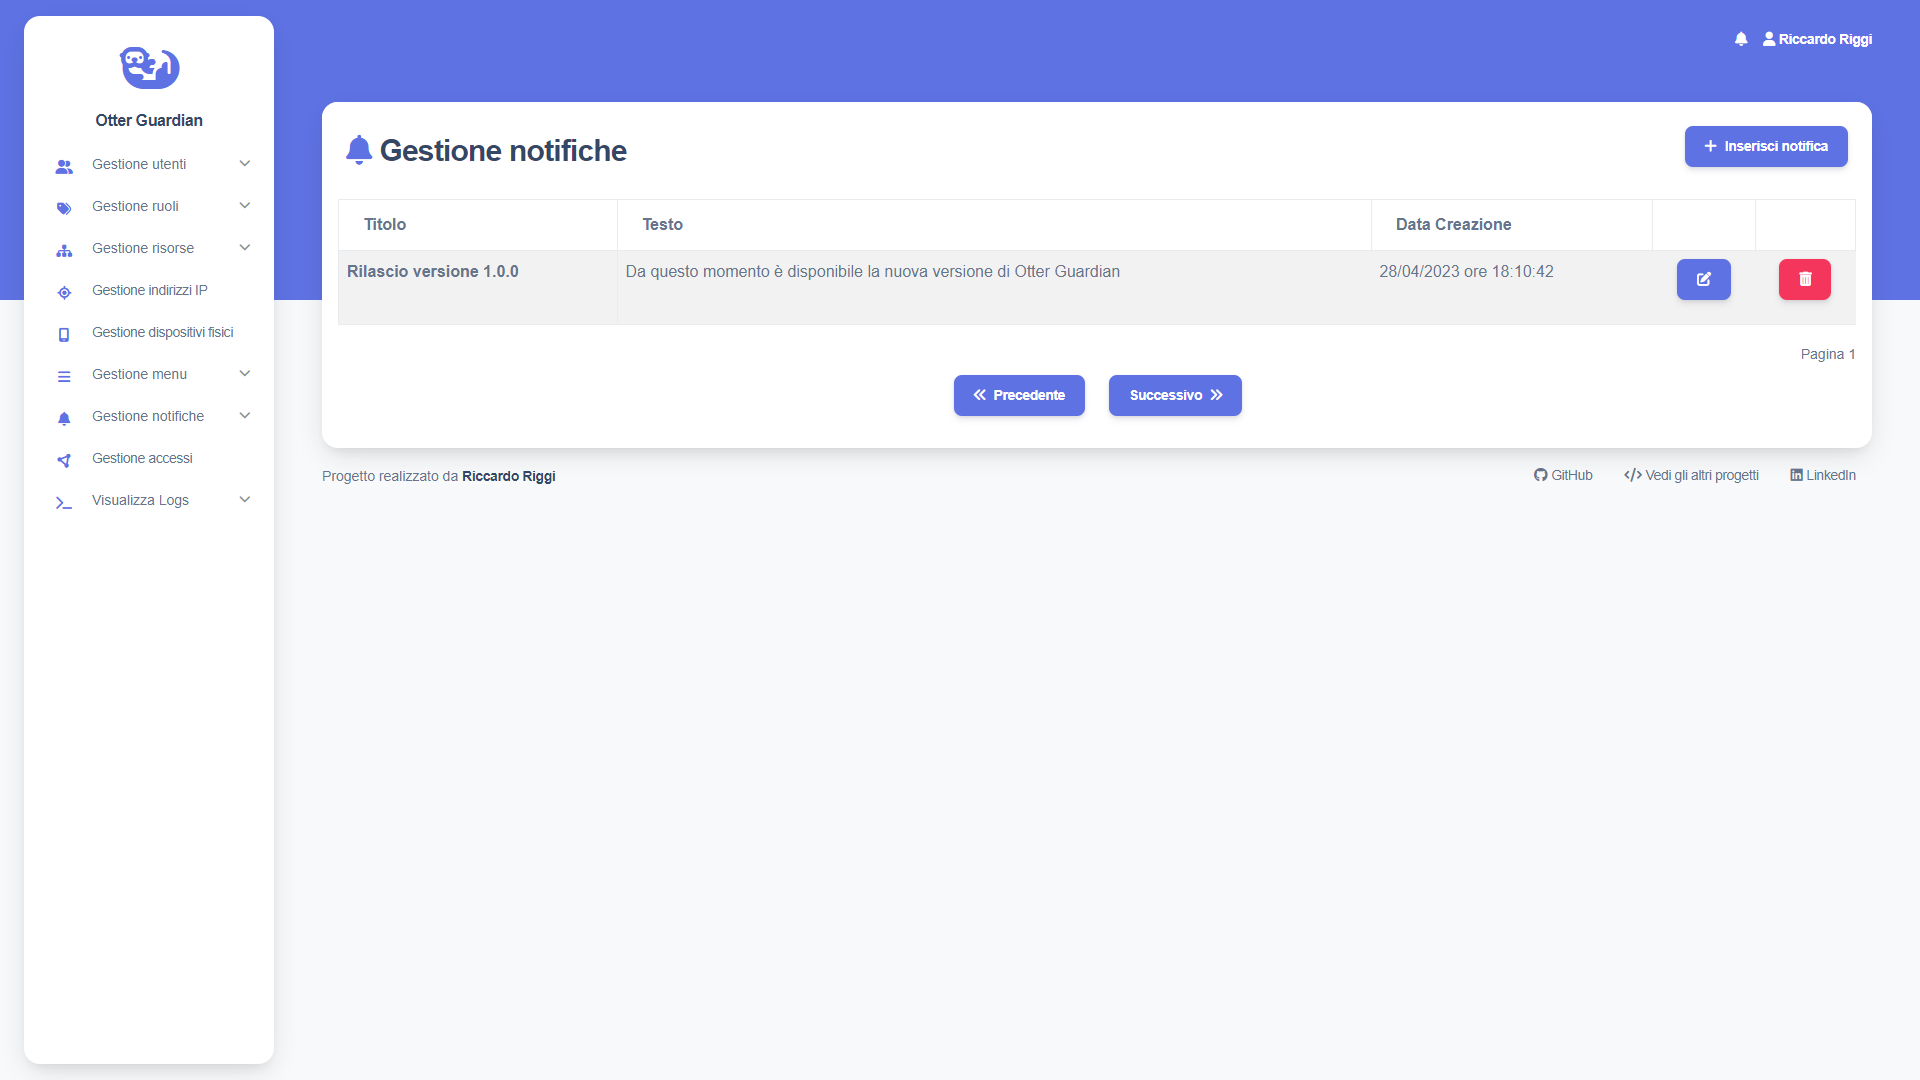 Riccardo Riggi
Otter Guardian
Gestione utenti
Gestione ruoli
Gestione risorse
Gestione indirizzi IP
Gestione dispositivi fisici
Gestione menu
Gestione notifiche
Gestione accessi
Visualizza Logs
Gestione notifiche
Inserisci notifica
Titolo Testo Data Creazione
Rilascio versione 1.0.0 Da questo momento è disponibile la nuova versione di Otter Guardian 28/04/2023 ore 18:10:42
Pagina 1
Precedente Successivo
Progetto realizzato da Riccardo Riggi GitHub Vedi gli altri progetti LinkedIn